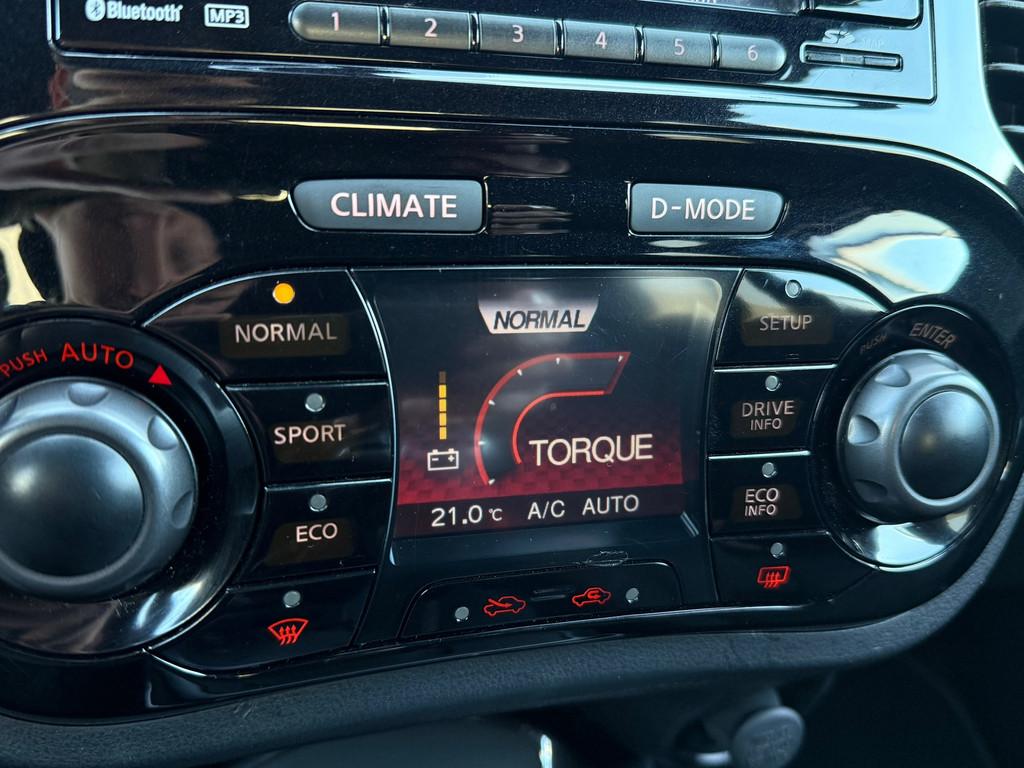 Bluetooth
MP3
1 2 3 4 5 6
SD
CLIMATE
D-MODE
NORMAL
SETUP
PUSH AUTO
NORMAL
PUSH ENTER
SPORT
DRIVE
INFO
TORQUE
ECO
ECO
INFO
21.0 °C A/C AUTO